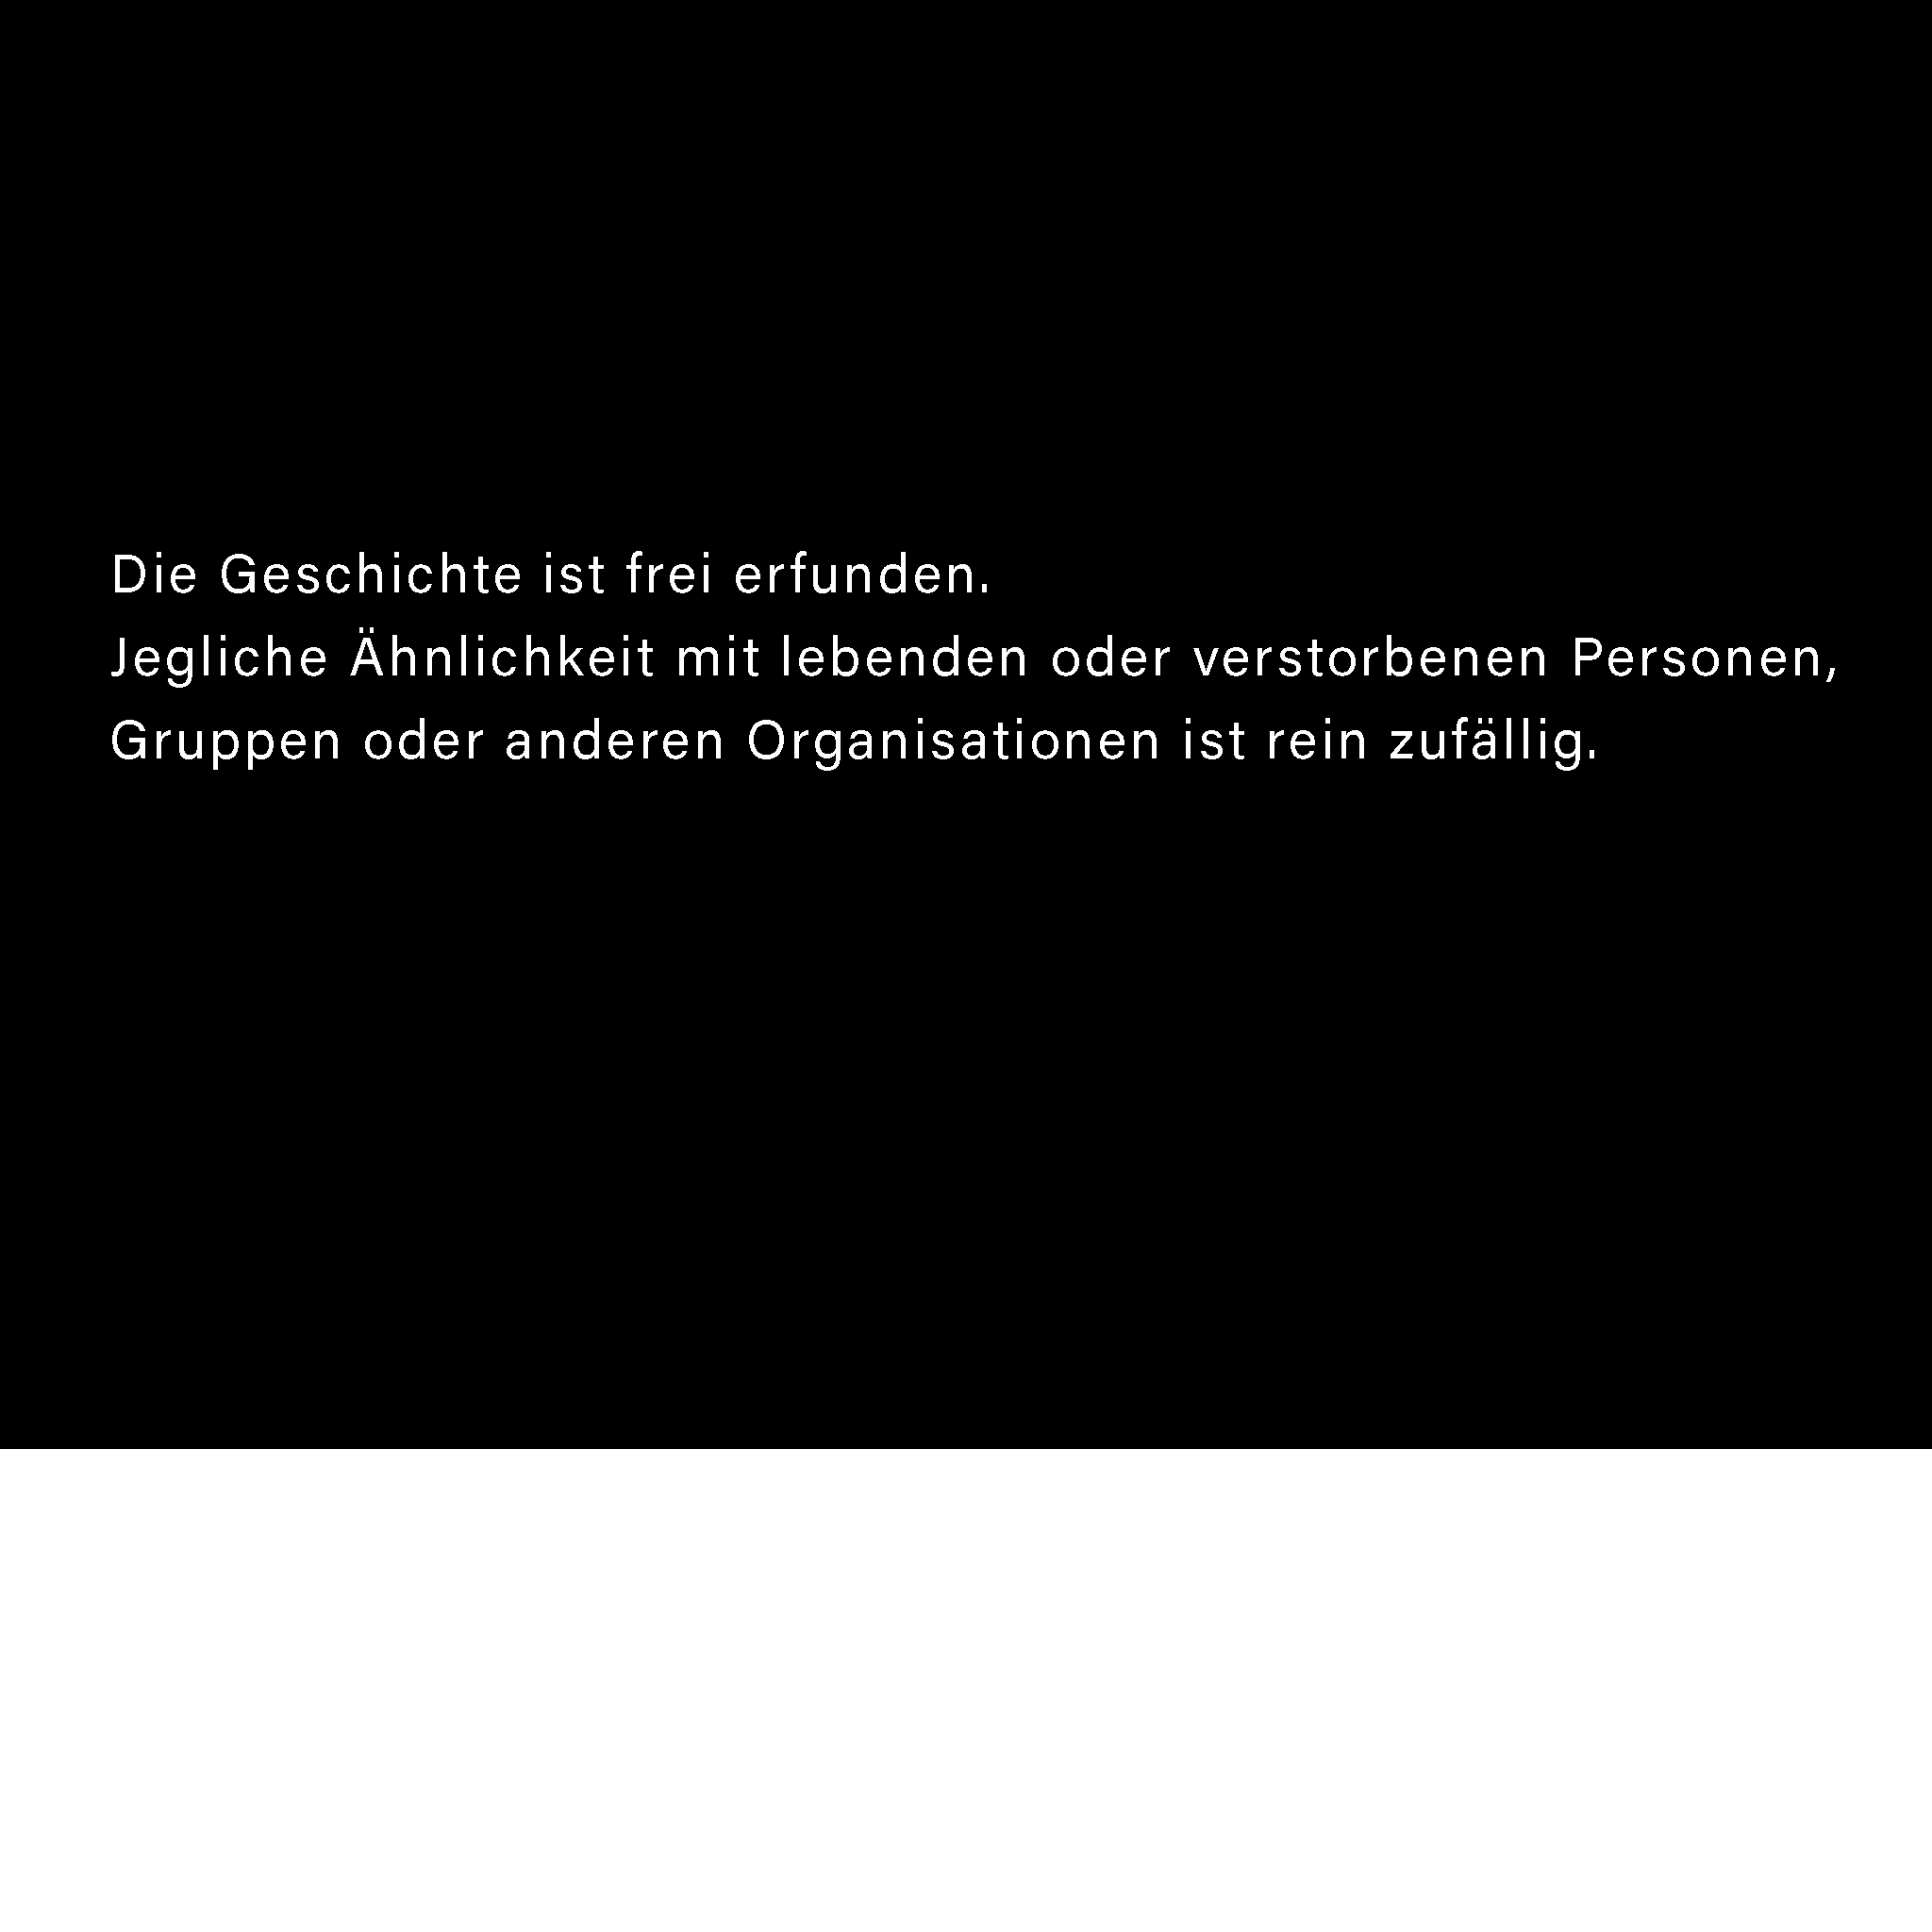 Die Geschichte ist frei erfunden.
Jegliche Ähnlichkeit mit lebenden oder verstorbenen Personen,
Gruppen oder anderen Organisationen ist rein zufällig.